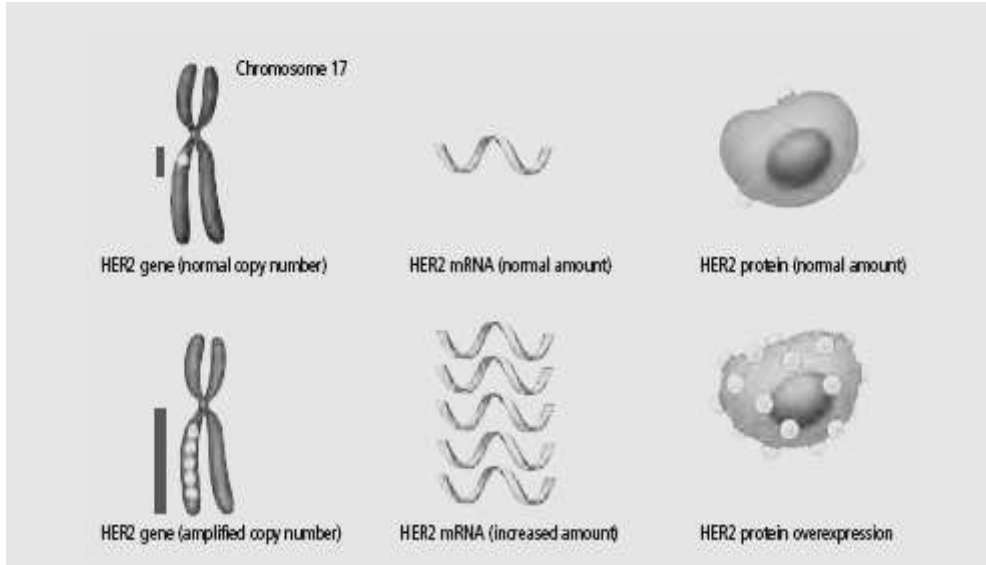 Chromosome 17
HER2 gene (normal copy number)
HER2 mRNA (normal amount)
HER2 protein (normal amount)
HER2 gene (amplified copy number)
HER2 mRNA (increased amount)
HER2 protein overexpression